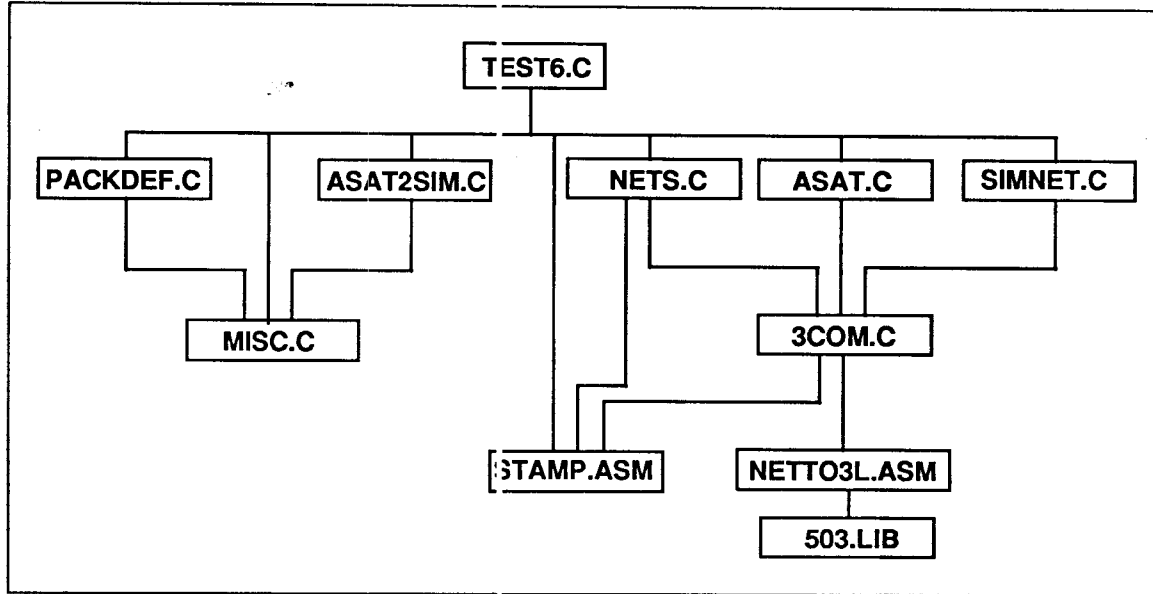 TEST6.C
PACKDEF.C
ASAT2SIM.C
NETS.C
ASAT.C
SIMNET.C
MISC.C
3COM.C
STAMP.ASM
NETTO3L.ASM
503.LIB